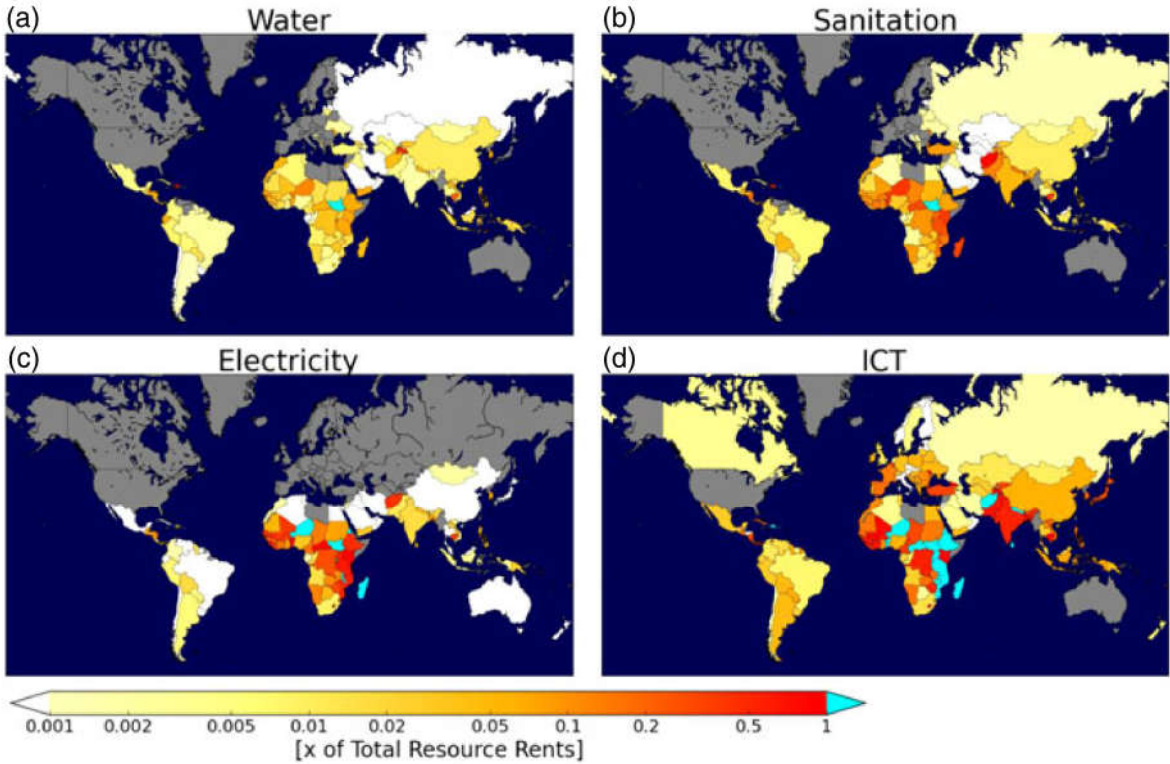 (a) Water
(b) Sanitation
(c) Electricity
(d) ICT
0.001 0.002 0.005 0.01 0.02 0.05 0.1 0.2 0.5 1
[x of Total Resource Rents]